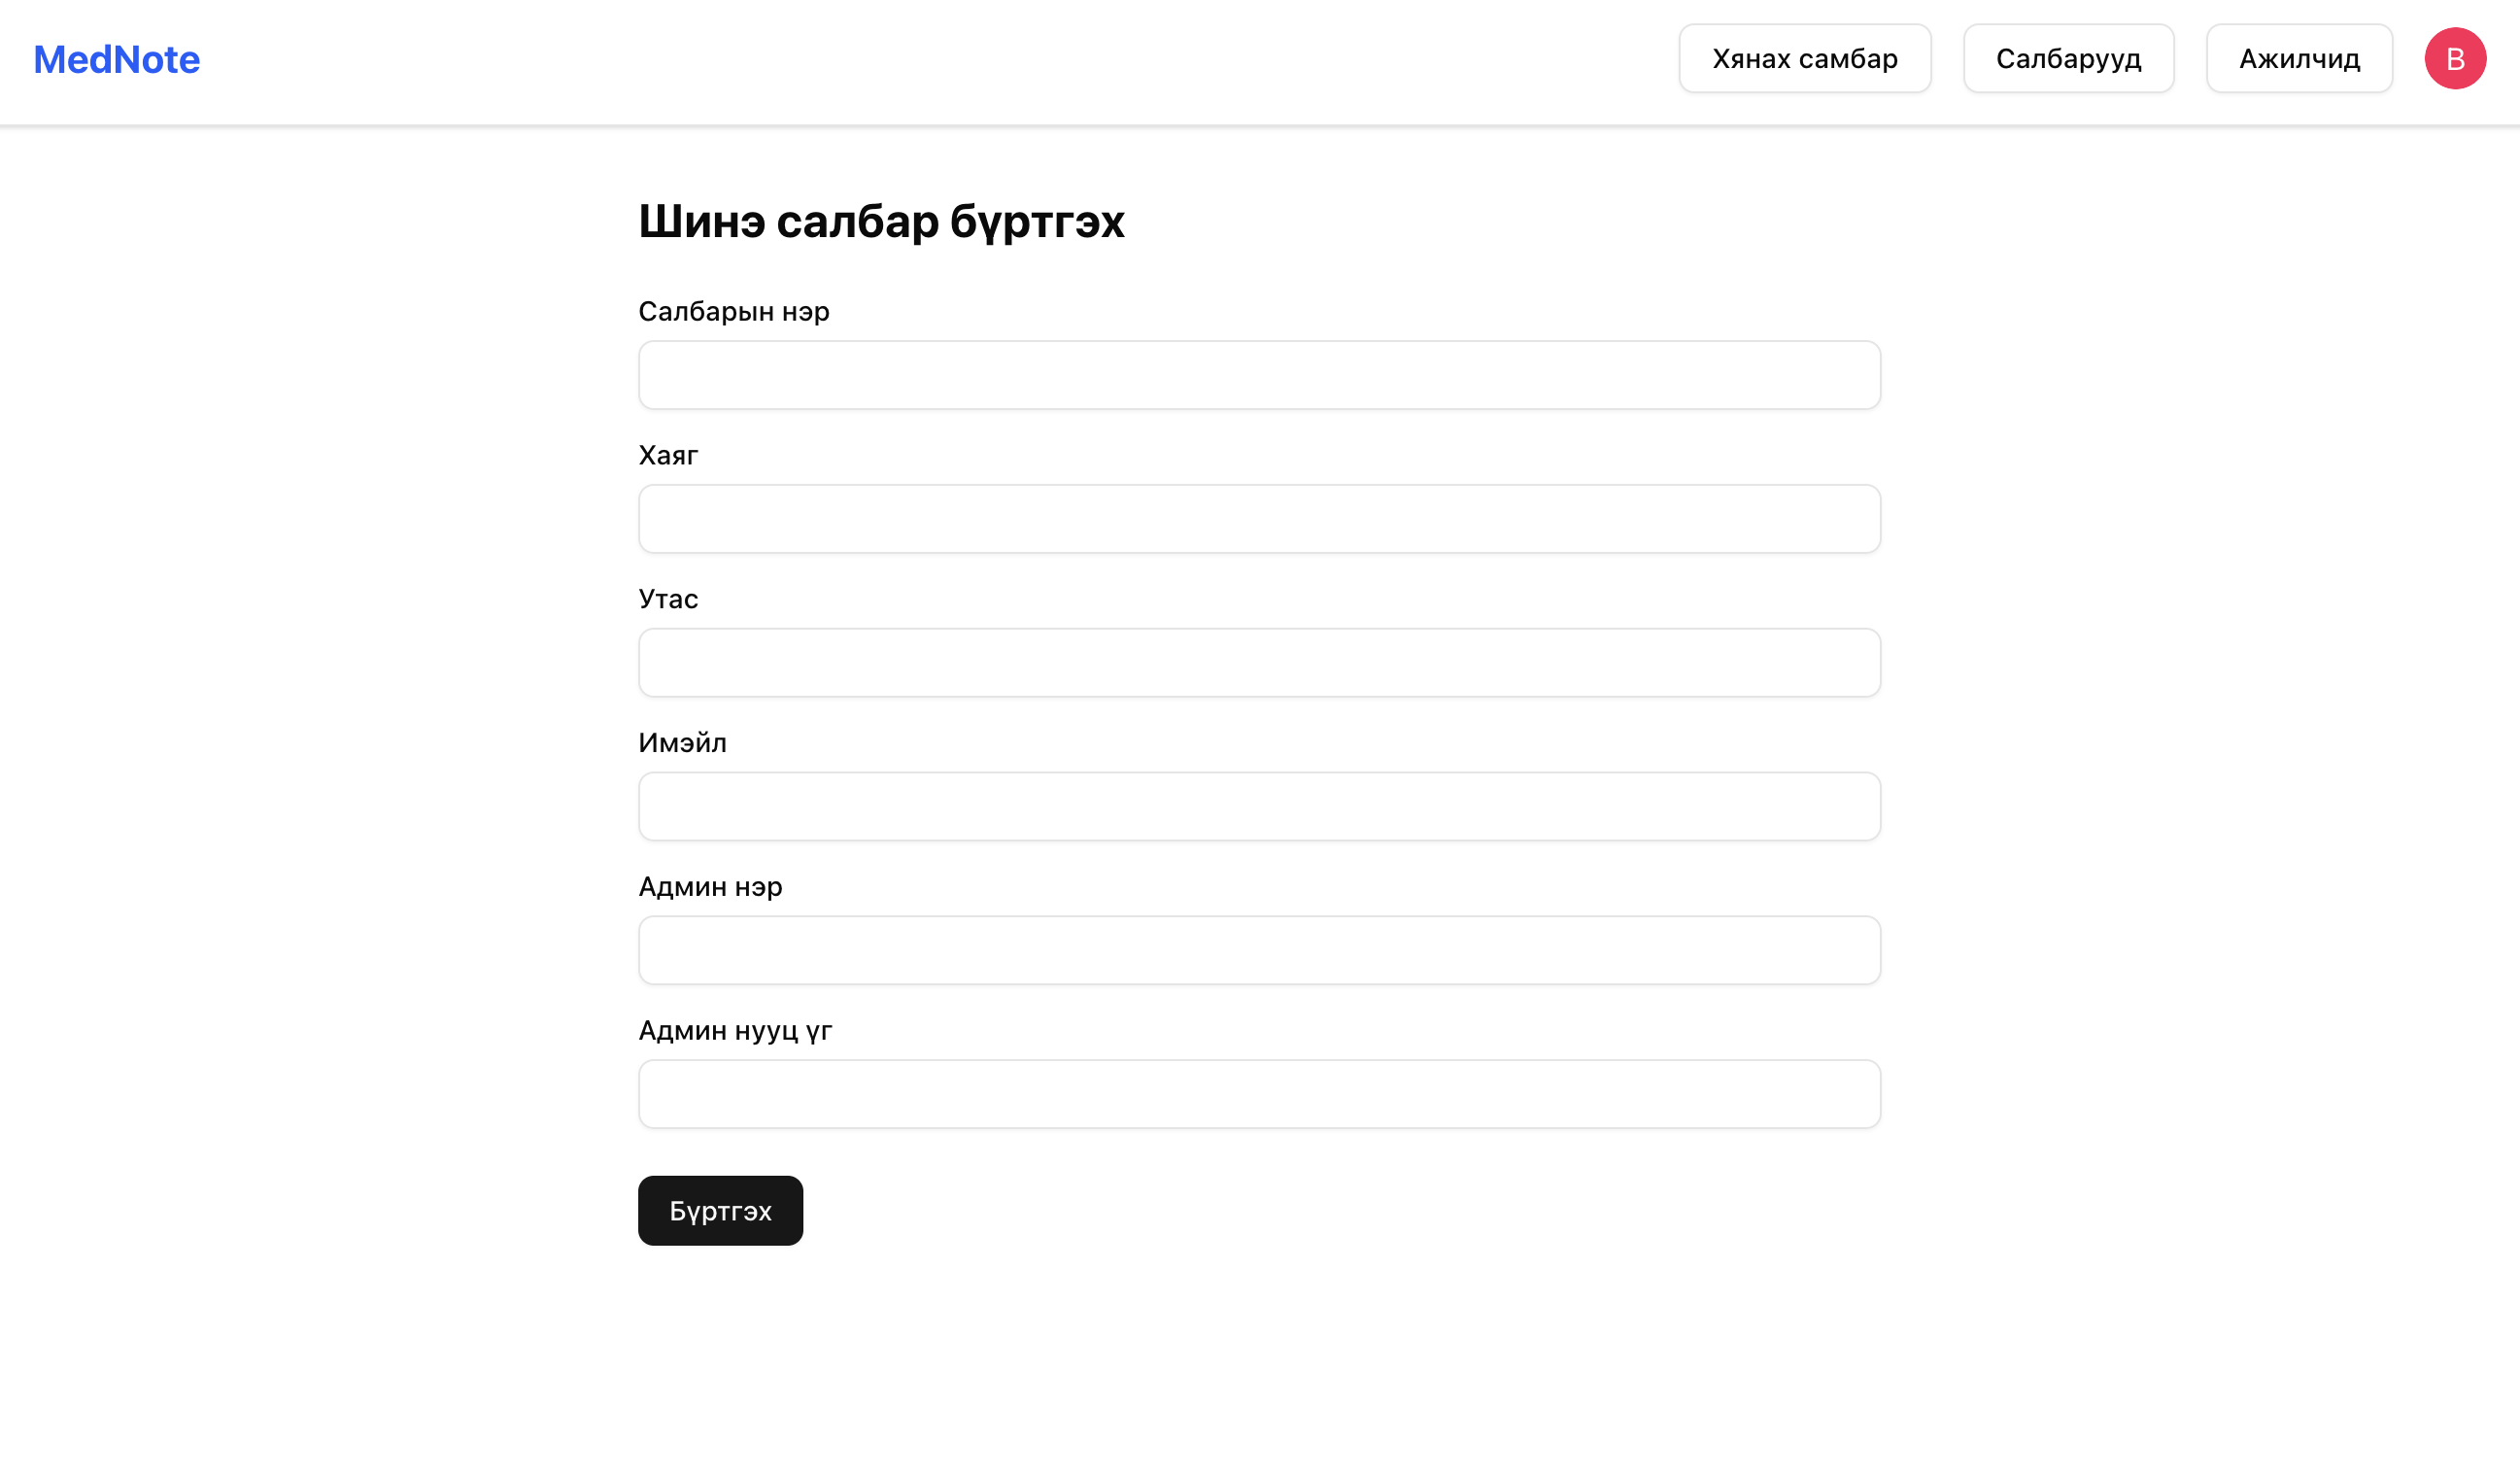 MedNote
Хянах самбар
Салбарууд
Ажилчид
B
Шинэ салбар бүртгэх
Салбарын нэр
Хаяг
Утас
Имэйл
Админ нэр
Админ нууц үг
Бүртгэх